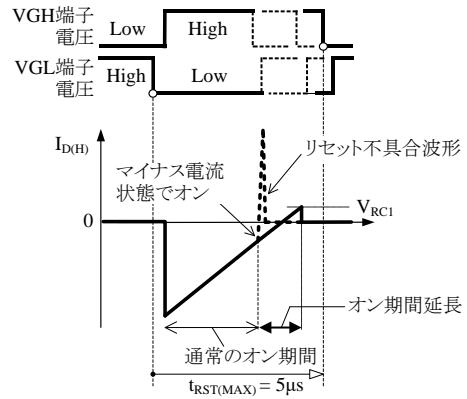 VGH端子
電圧
Low
High
VGL端子
電圧
High
Low
I_D(H)
リセット不具合波形
マイナス電流
状態でオン
0
V_RC1
オン期間延長
通常のオン期間
t_RST(MAX) = 5μs